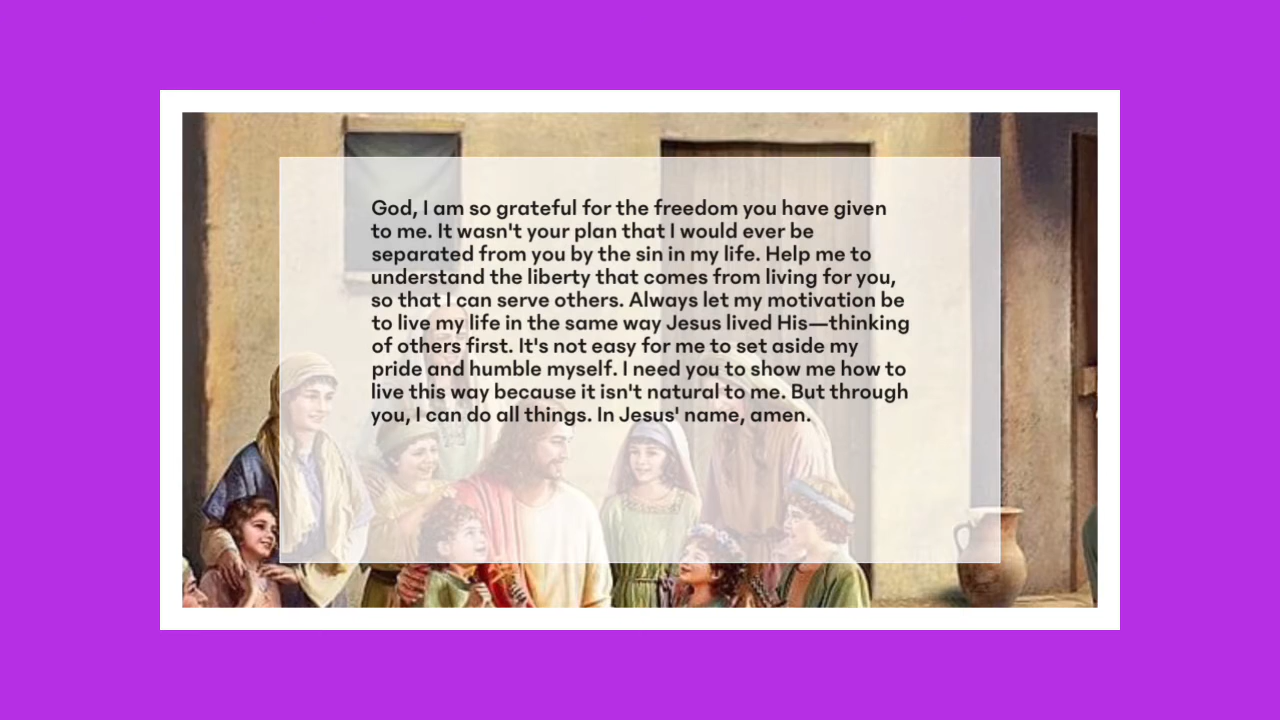 God, I am so grateful for the freedom you have given
to me. It wasn't your plan that I would ever be
separated from you by the sin in my life. Help me to
understand the liberty that comes from living for you,
so that I can serve others. Always let my motivation be
to live my life in the same way Jesus lived His—thinking
of others first. It's not easy for me to set aside my
pride and humble myself. I need you to show me how to
live this way because it isn't natural to me. But through
you, I can do all things. In Jesus' name, amen.